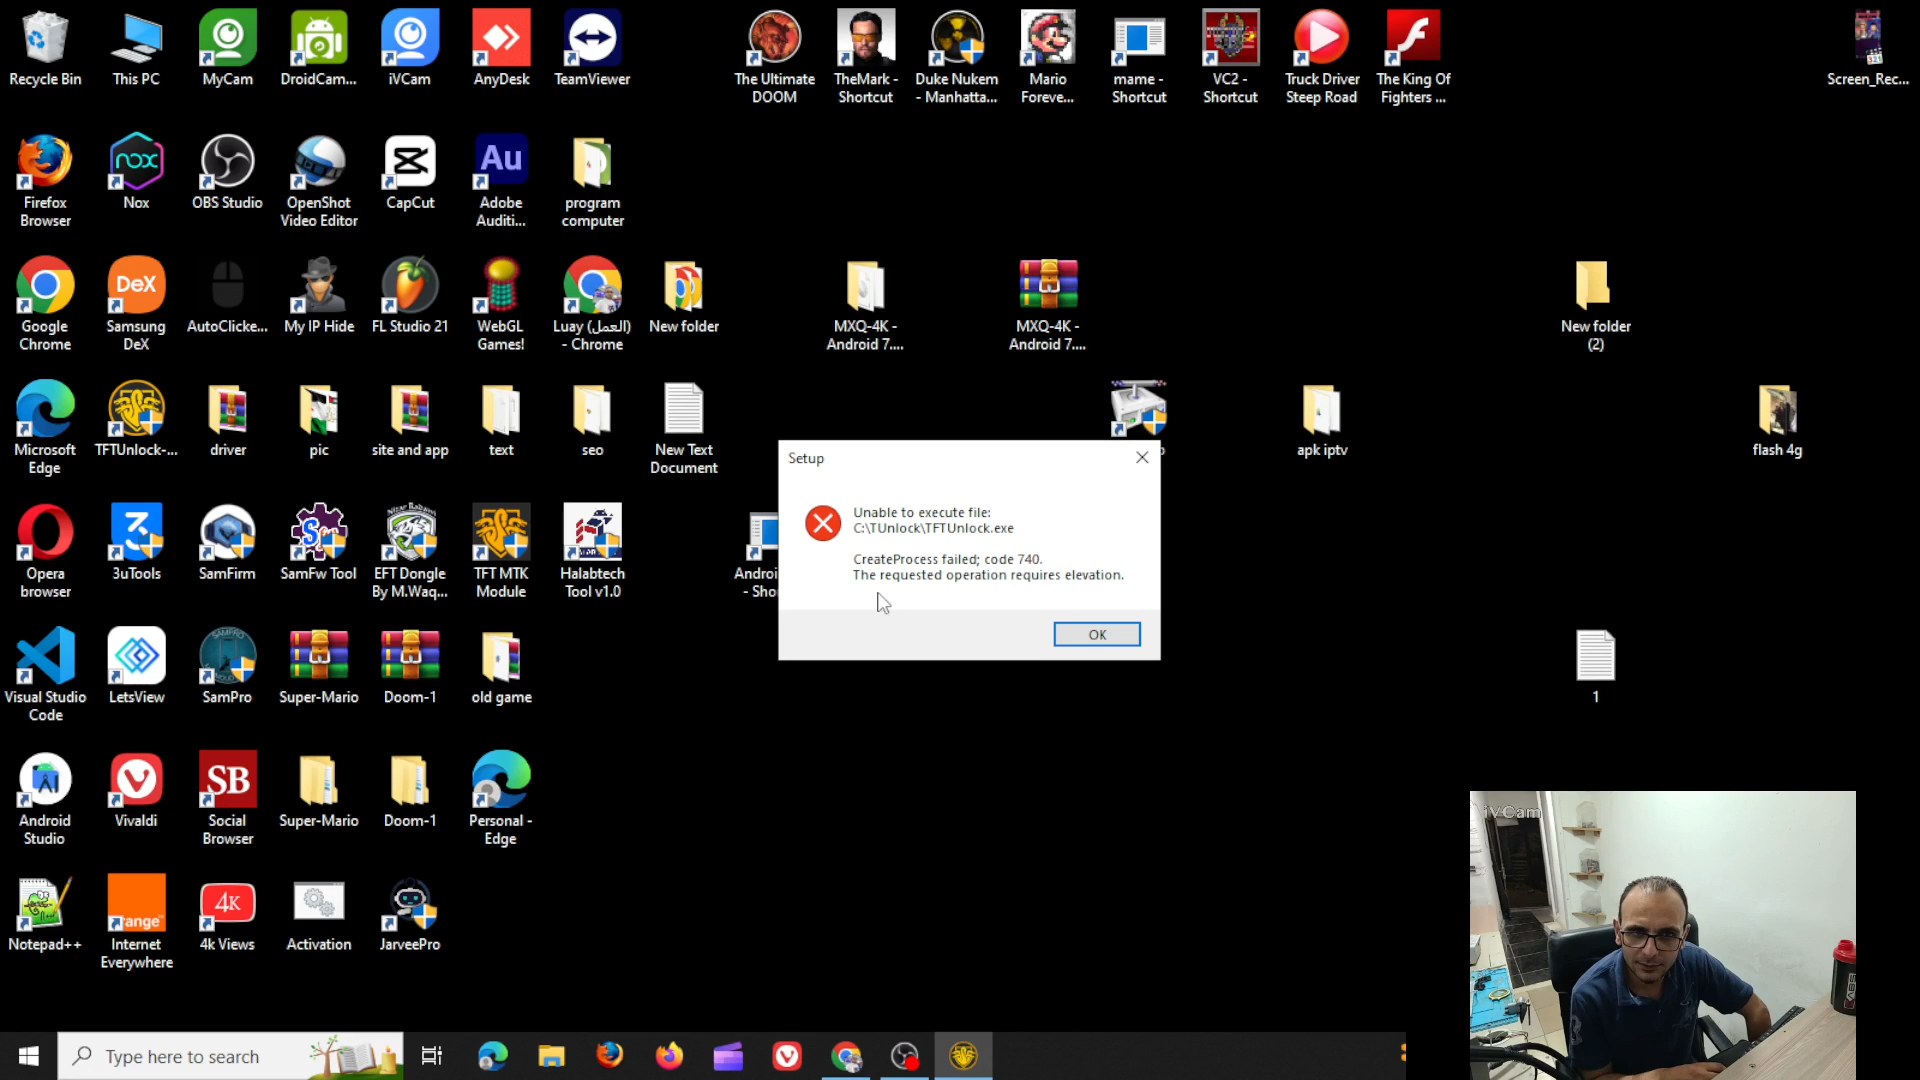 Recycle Bin
This PC
MyCam
DroidCam...
iVCam
AnyDesk
TeamViewer
The Ultimate
DOOM
TheMark -
Shortcut
Duke Nukem
- Manhatta...
Mario
Foreve...
mame -
Shortcut
VC2 -
Shortcut
Truck Driver
Steep Road
The King Of
Fighters ...
Screen_Rec...
nox
Au
Firefox
Browser
Nox
OBS Studio
OpenShot
Video Editor
CapCut
Adobe
Auditi...
program
computer
DeX
Google
Chrome
Samsung
DeX
AutoClicke...
My IP Hide
FL Studio 21
WebGL
Games!
Luay (العمل)
- Chrome
New folder
MXQ-4K -
Android 7....
MXQ-4K -
Android 7....
New folder
(2)
Microsoft
Edge
TFTUnlock-...
driver
pic
site and app
text
seo
New Text
Document
apk iptv
flash 4g
Setup
Unable to execute file:
C:\TUnlock\TFTUnlock.exe
CreateProcess failed; code 740.
The requested operation requires elevation.
OK
Opera
browser
3uTools
SamFirm
SamFw Tool
EFT Dongle
By M.Waq...
TFT MTK
Module
Halabtech
Tool v1.0
Androi
- Sho
Visual Studio
Code
LetsView
SamPro
Super-Mario
Doom-1
old game
1
SB
Android
Studio
Vivaldi
Social
Browser
Super-Mario
Doom-1
Personal -
Edge
iVCam
range
4K
Notepad++
Internet
Everywhere
4k Views
Activation
JarveePro
Type here to search